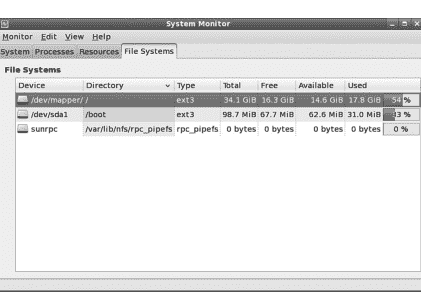 System Monitor
Monitor Edit View Help
System Processes Resources File Systems
File Systems
Device Directory Type Total Free Available Used
/dev/mapper/ / ext3 34.1 GiB 16.3 GiB 14.6 GiB 17.8 GiB 54 %
/dev/sda1 /boot ext3 98.7 MiB 67.7 MiB 62.6 MiB 31.0 MiB %
sunrpc /var/lib/nfs/rpc_pipefs rpc_pipefs 0 bytes 0 bytes 0 bytes 0 bytes 0 %